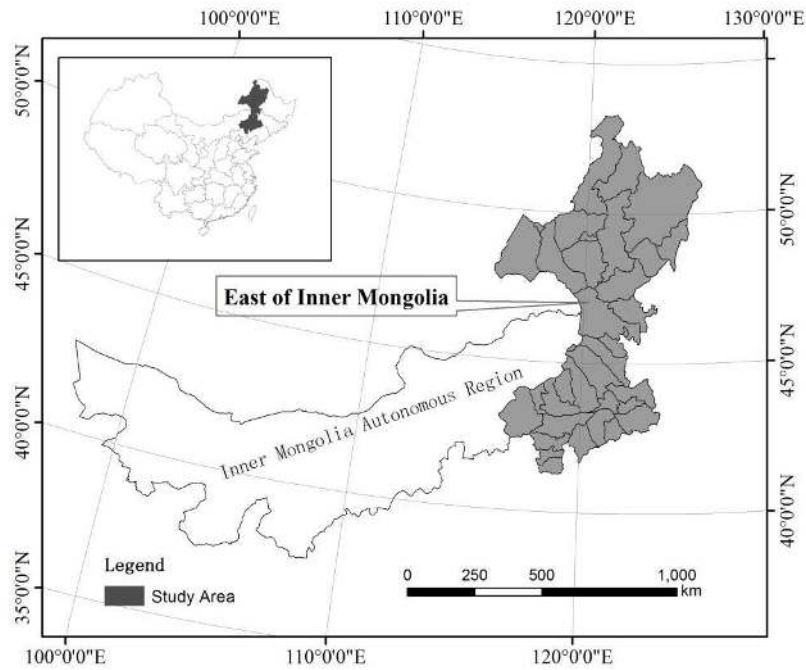 100°0'0"E
110°0'0"E
120°0'0"E
130°0'0"E
50°0'0"N
45°0'0"N
40°0'0"N
35°0'0"N
50°0'0"N
45°0'0"N
40°0'0"N
East of Inner Mongolia
Inner Mongolia Autonomous Region
Legend
Study Area
0 250 500 1,000
km
100°0'0"E
110°0'0"E
120°0'0"E